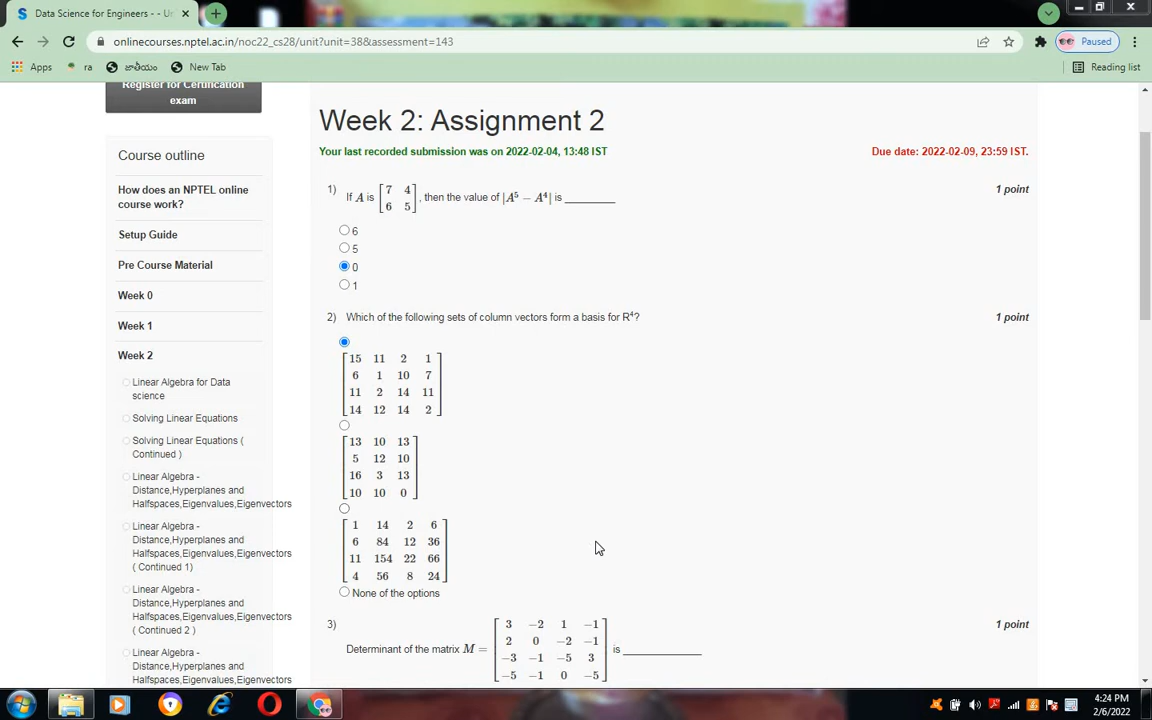 Data Science for Engineers - - Un
onlinecourses.nptel.ac.in/noc22_cs28/unit?unit=38&assessment=143
Paused
Apps ra జాతీయం New Tab Reading list
Register for Certification
exam
Course outline
How does an NPTEL online
course work?
Setup Guide
Pre Course Material
Week 0
Week 1
Week 2
Linear Algebra for Data
science
Solving Linear Equations
Solving Linear Equations (
Continued )
Linear Algebra -
Distance,Hyperplanes and
Halfspaces,Eigenvalues,Eigenvectors
Linear Algebra -
Distance,Hyperplanes and
Halfspaces,Eigenvalues,Eigenvectors
( Continued 1)
Linear Algebra -
Distance,Hyperplanes and
Halfspaces,Eigenvalues,Eigenvectors
( Continued 2 )
Linear Algebra -
Distance,Hyperplanes and
Halfspaces,Eigenvalues,Eigenvectors
Week 2: Assignment 2
Your last recorded submission was on 2022-02-04, 13:48 IST Due date: 2022-02-09, 23:59 IST.
1) 1 point
7 4
If A is , then the value of |A⁵ − A⁴| is ________
6 5
6
5
0
1
2) Which of the following sets of column vectors form a basis for R⁴? 1 point
15 11 2 1
6 1 10 7
11 2 14 11
14 12 14 2
13 10 13
5 12 10
16 3 13
10 10 0
1 14 2 6
6 84 12 36
11 154 22 66
4 56 8 24
None of the options
3) 1 point
3 −2 1 −1
2 0 −2 −1
Determinant of the matrix M = is ____________
−3 −1 −5 3
−5 −1 0 −5
4:24 PM
2/6/2022